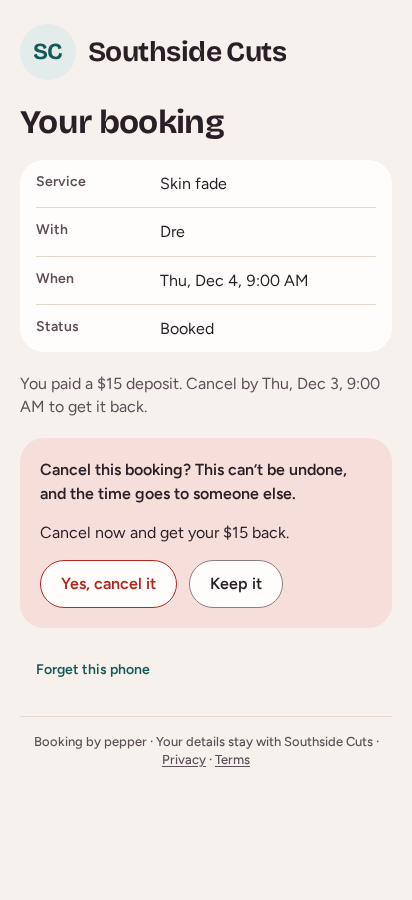 SC
Southside Cuts
Your booking
Service
Skin fade
With
Dre
When
Thu, Dec 4, 9:00 AM
Status
Booked
You paid a $15 deposit. Cancel by Thu, Dec 3, 9:00
AM to get it back.
Cancel this booking? This can’t be undone,
and the time goes to someone else.
Cancel now and get your $15 back.
Yes, cancel it
Keep it
Forget this phone
Booking by pepper · Your details stay with Southside Cuts ·
Privacy · Terms